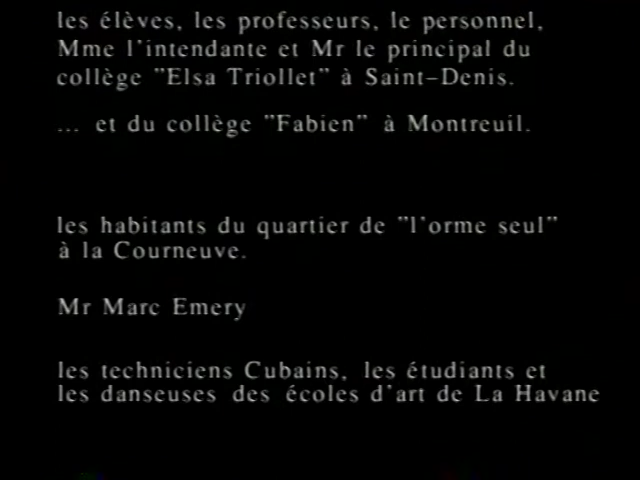 les élèves, les professeurs, le personnel,
Mme l'intendante et Mr le principal du
collège "Elsa Triollet" à Saint-Denis.
... et du collège "Fabien" à Montreuil.
les habitants du quartier de "l'orme seul"
à la Courneuve.
Mr Marc Emery
les techniciens Cubains, les étudiants et
les danseuses des écoles d'art de La Havane